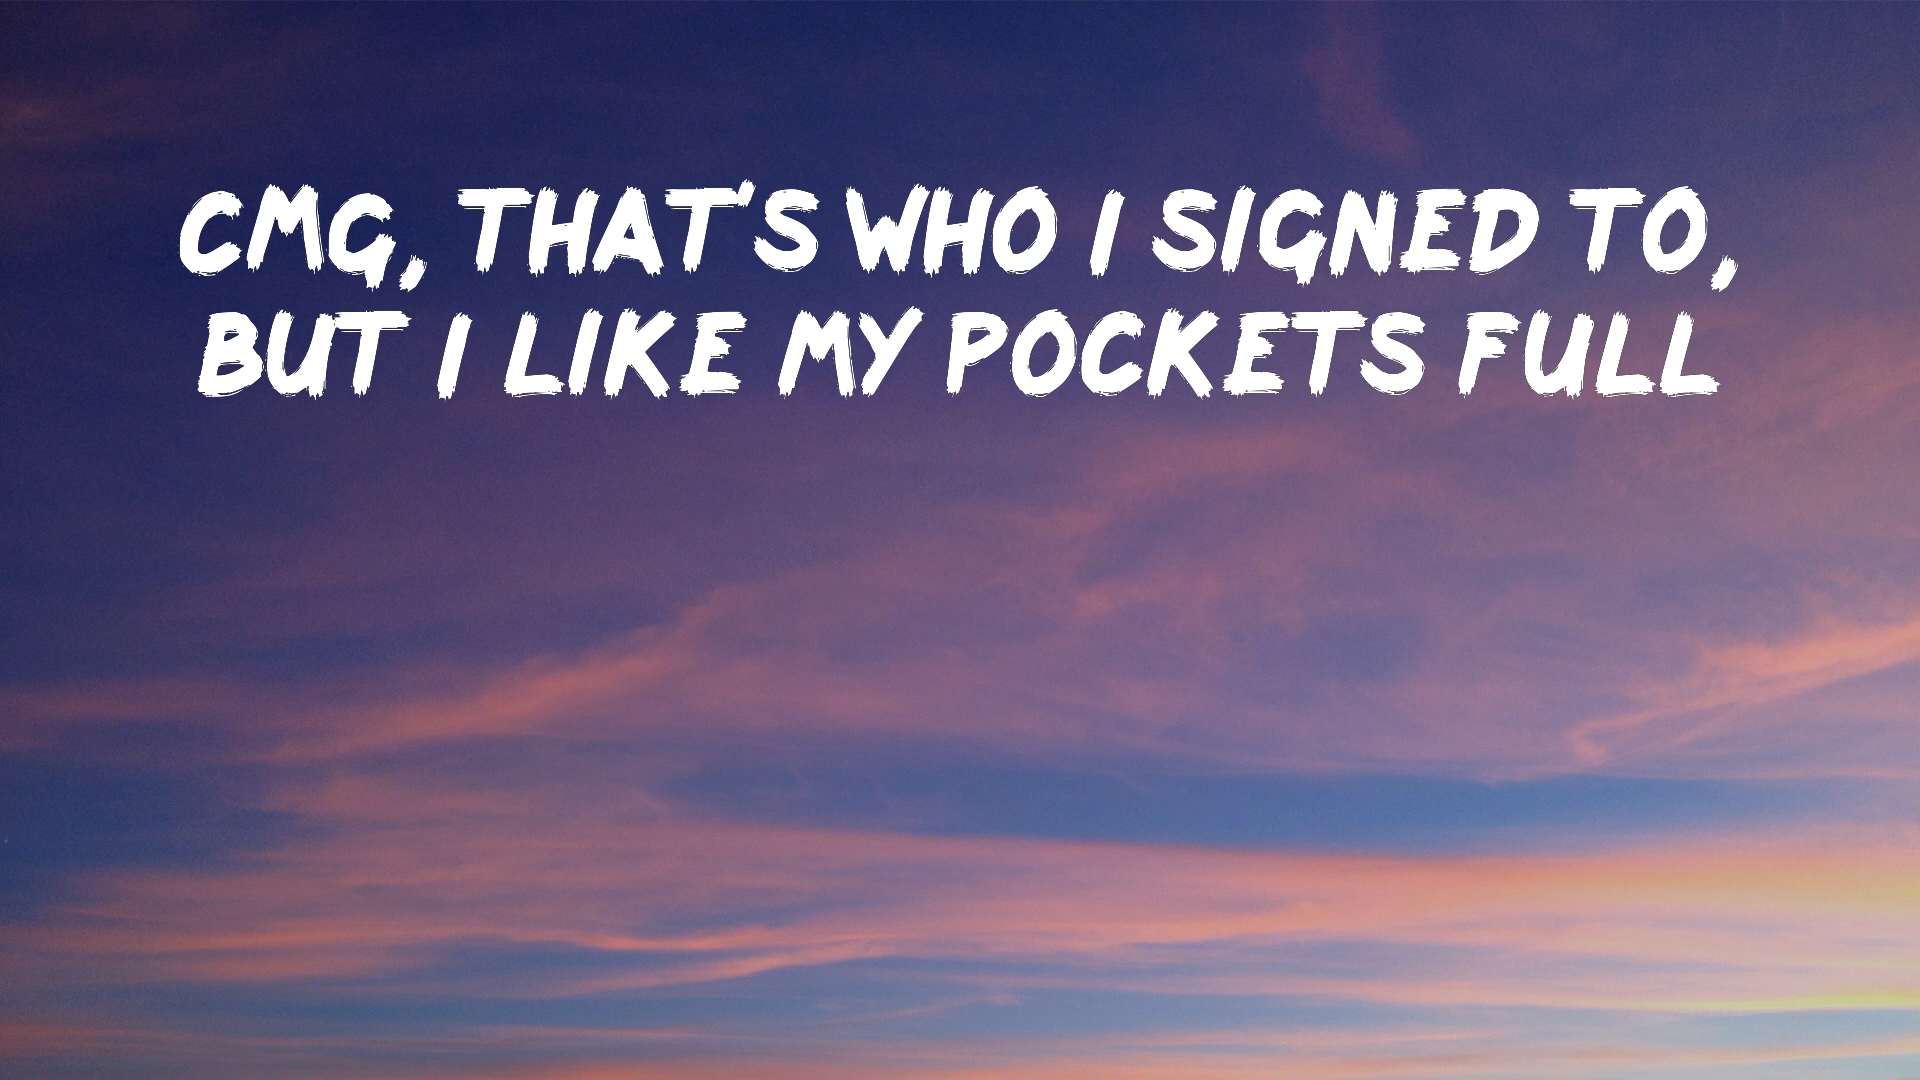 CMG, THAT'S WHO I SIGNED TO,
BUT I LIKE MY POCKETS FULL